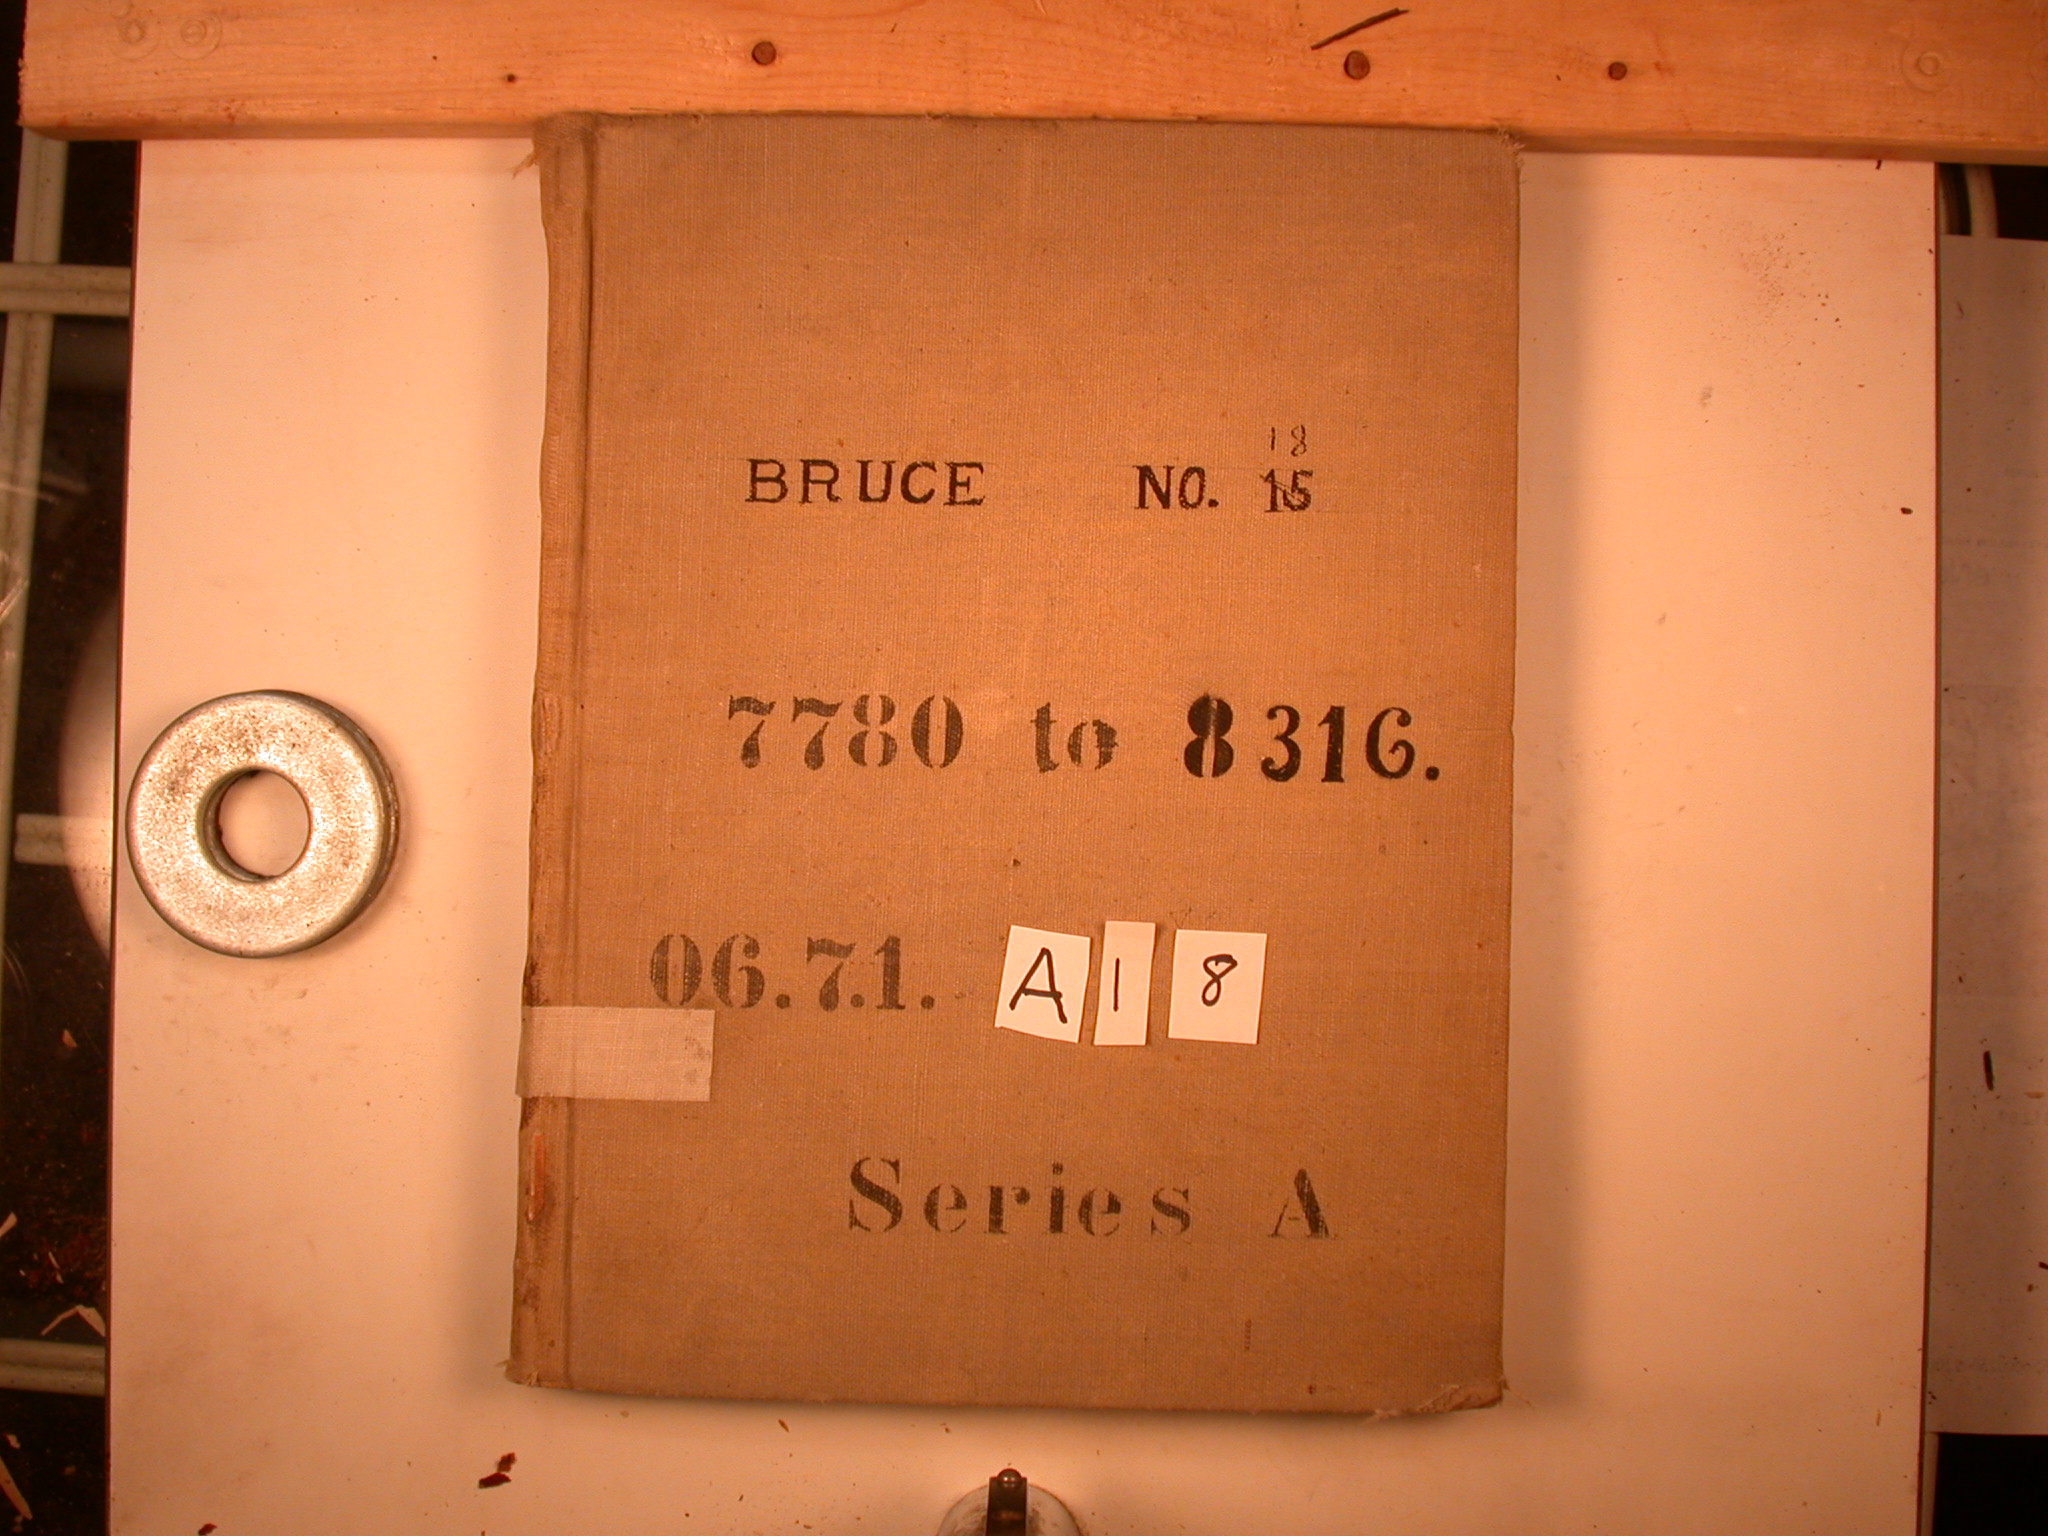 18
BRUCE NO. 15
7780 to 8316.
06.7.1. A 1 8
Series A